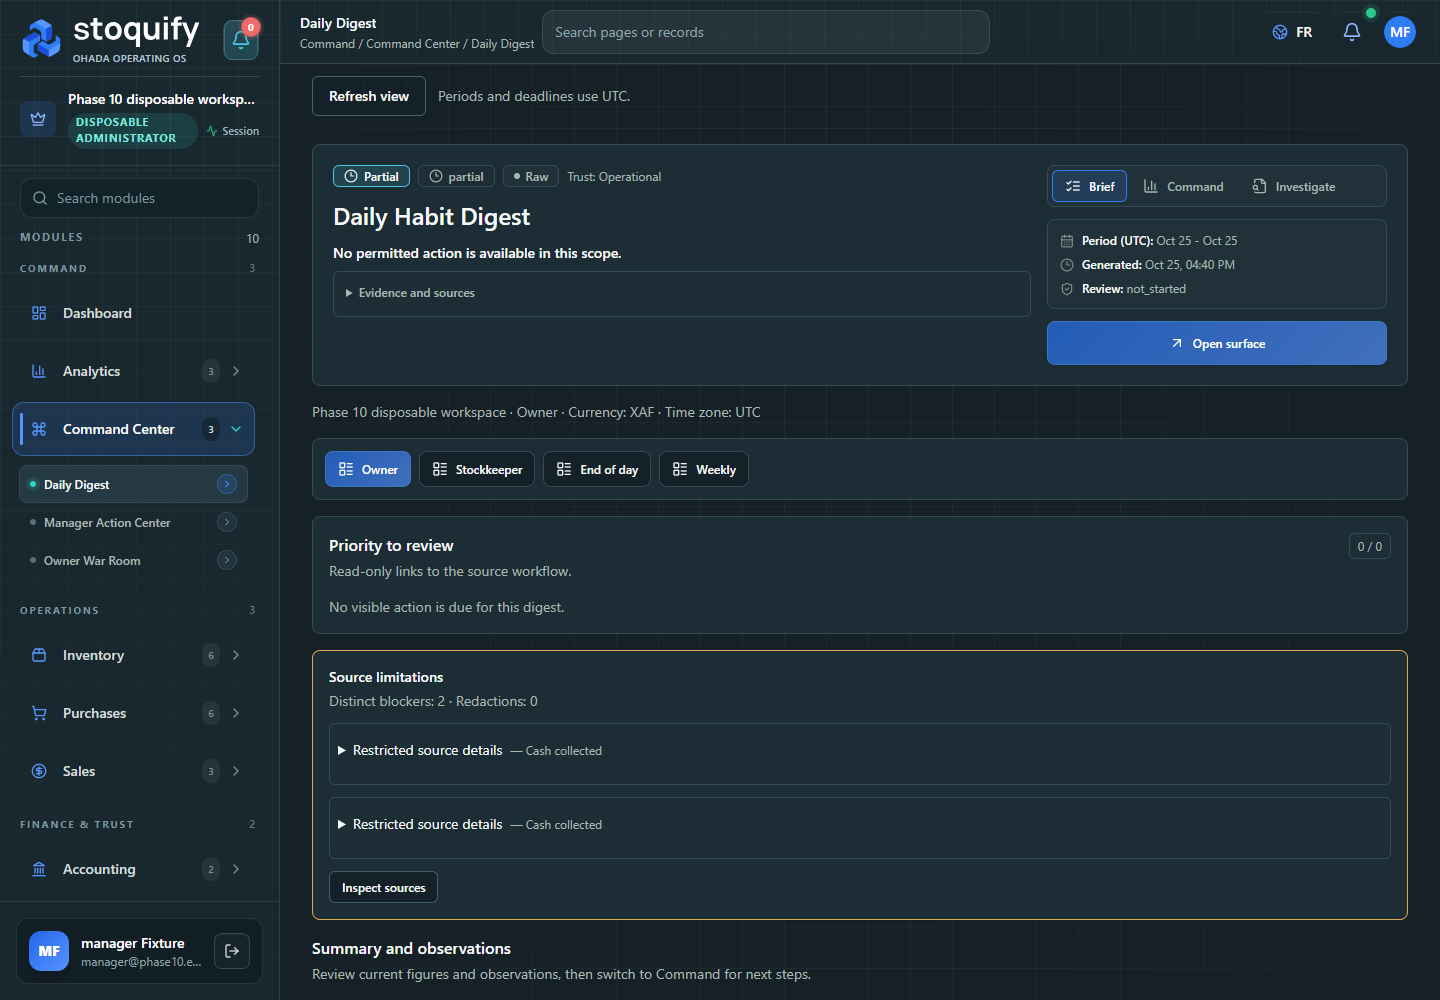 stoquify
OHADA OPERATING OS
0
Phase 10 disposable worksp...
DISPOSABLE
ADMINISTRATOR
Session
Search modules
MODULES 10
COMMAND 3
Dashboard
Analytics 3
Command Center 3
Daily Digest
Manager Action Center
Owner War Room
OPERATIONS 3
Inventory 6
Purchases 6
Sales 3
FINANCE & TRUST 2
Accounting 2
MF
manager Fixture
manager@phase10.e...
Daily Digest
Command / Command Center / Daily Digest
Search pages or records
FR
MF
Refresh view
Periods and deadlines use UTC.
Partial
partial
Raw
Trust: Operational
Daily Habit Digest
No permitted action is available in this scope.
Evidence and sources
Brief
Command
Investigate
Period (UTC): Oct 25 - Oct 25
Generated: Oct 25, 04:40 PM
Review: not_started
Open surface
Phase 10 disposable workspace · Owner · Currency: XAF · Time zone: UTC
Owner
Stockkeeper
End of day
Weekly
Priority to review
0 / 0
Read-only links to the source workflow.
No visible action is due for this digest.
Source limitations
Distinct blockers: 2 · Redactions: 0
Restricted source details — Cash collected
Restricted source details — Cash collected
Inspect sources
Summary and observations
Review current figures and observations, then switch to Command for next steps.